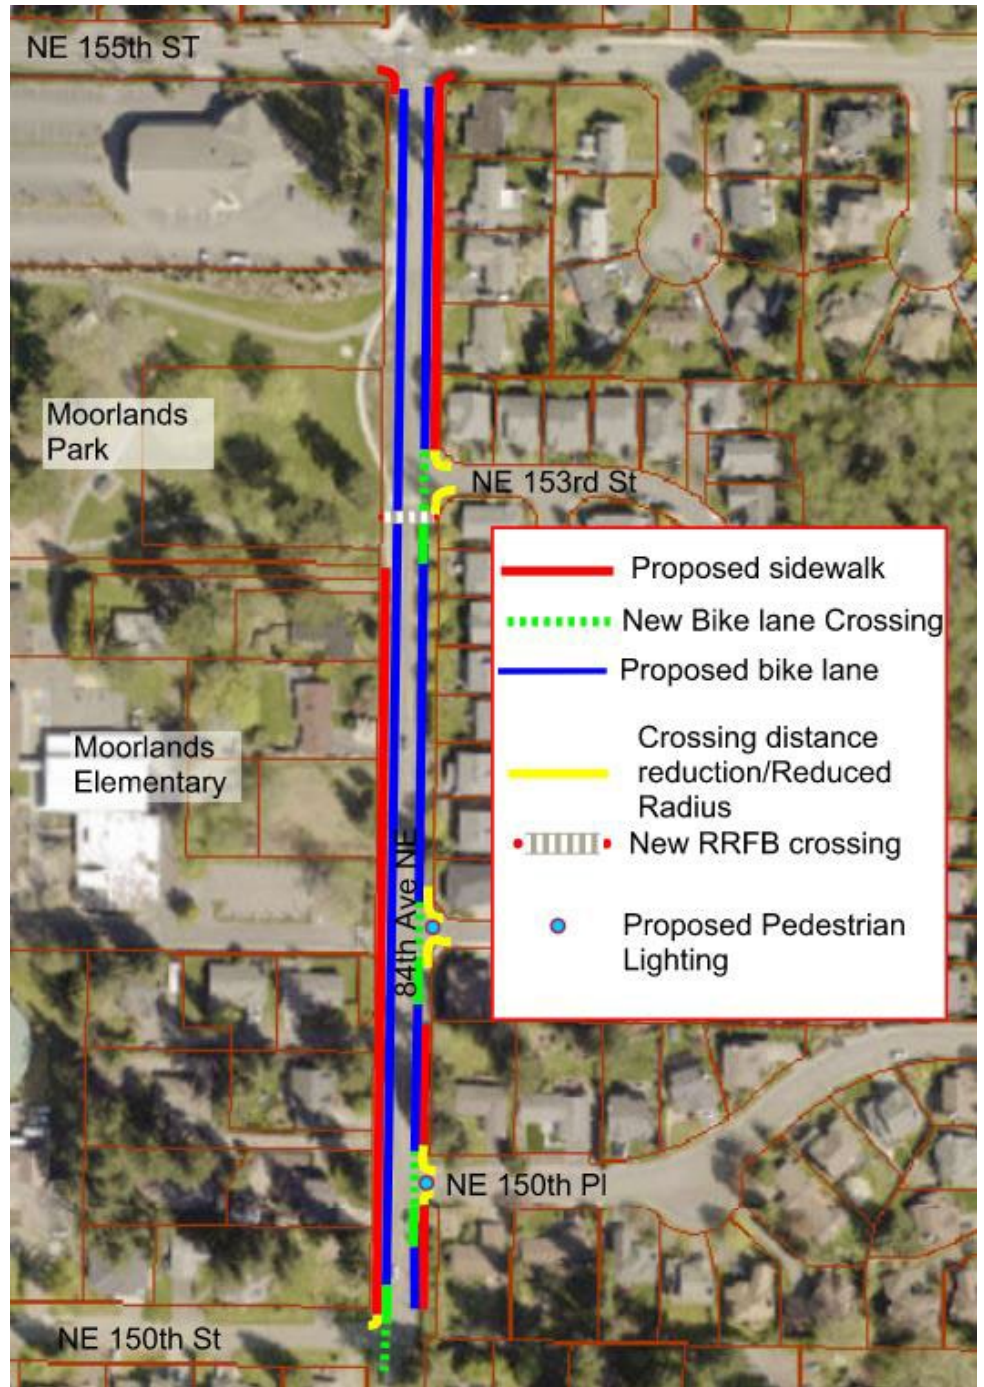 NE 155th ST
Moorlands
Park
NE 153rd St
Proposed sidewalk
New Bike lane Crossing
Proposed bike lane
Crossing distance
reduction/Reduced
Radius
New RRFB crossing
Proposed Pedestrian
Lighting
Moorlands
Elementary
84th Ave NE
NE 150th Pl
NE 150th St